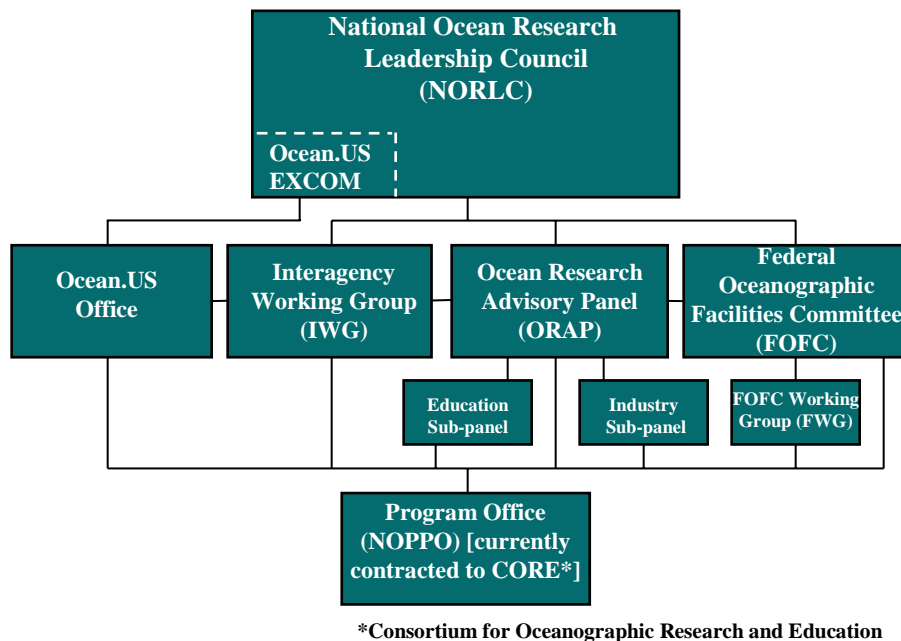 National Ocean Research
Leadership Council
(NORLC)
Ocean.US
EXCOM
Ocean.US
Office
Interagency
Working Group
(IWG)
Ocean Research
Advisory Panel
(ORAP)
Federal
Oceanographic
Facilities Committee
(FOFC)
Education
Sub-panel
Industry
Sub-panel
FOFC Working
Group (FWG)
Program Office
(NOPPO) [currently
contracted to CORE*]
*Consortium for Oceanographic Research and Education